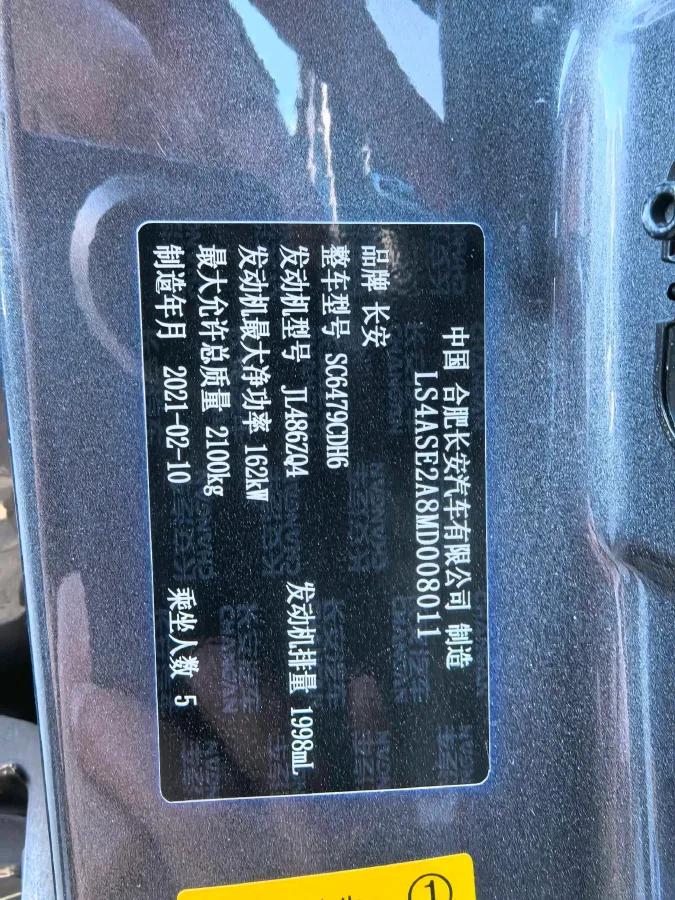 中国 合肥长安汽车有限公司 制造
LS4ASE2A8MD008011
品牌 长安
整车型号 SC6479CDH6
发动机型号 JL486ZQ4 发动机排量 1998mL
发动机最大净功率 162kW
最大允许总质量 2100kg
制造年月 2021-02-10 乘坐人数 5
①